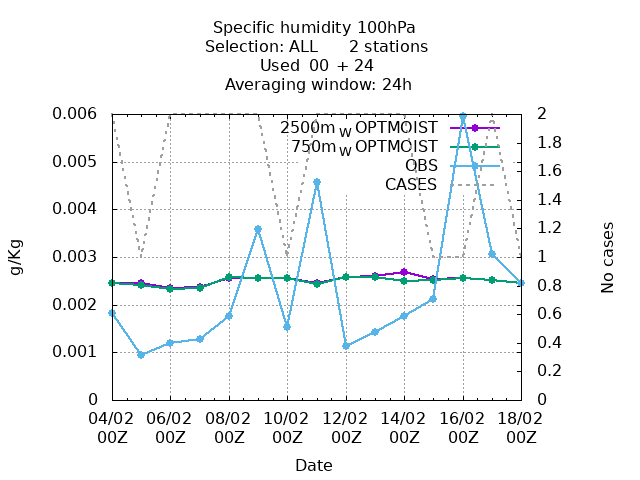 Specific humidity 100hPa
Selection: ALL 2 stations
Used 00 + 24
Averaging window: 24h
2500m W OPTMOIST
750m W OPTMOIST
OBS
CASES
0.006
0.005
0.004
0.003
0.002
0.001
0
g/Kg
2
1.8
1.6
1.4
1.2
1
0.8
0.6
0.4
0.2
0
No cases
04/02 06/02 08/02 10/02 12/02 14/02 16/02 18/02
00Z 00Z 00Z 00Z 00Z 00Z 00Z 00Z
Date